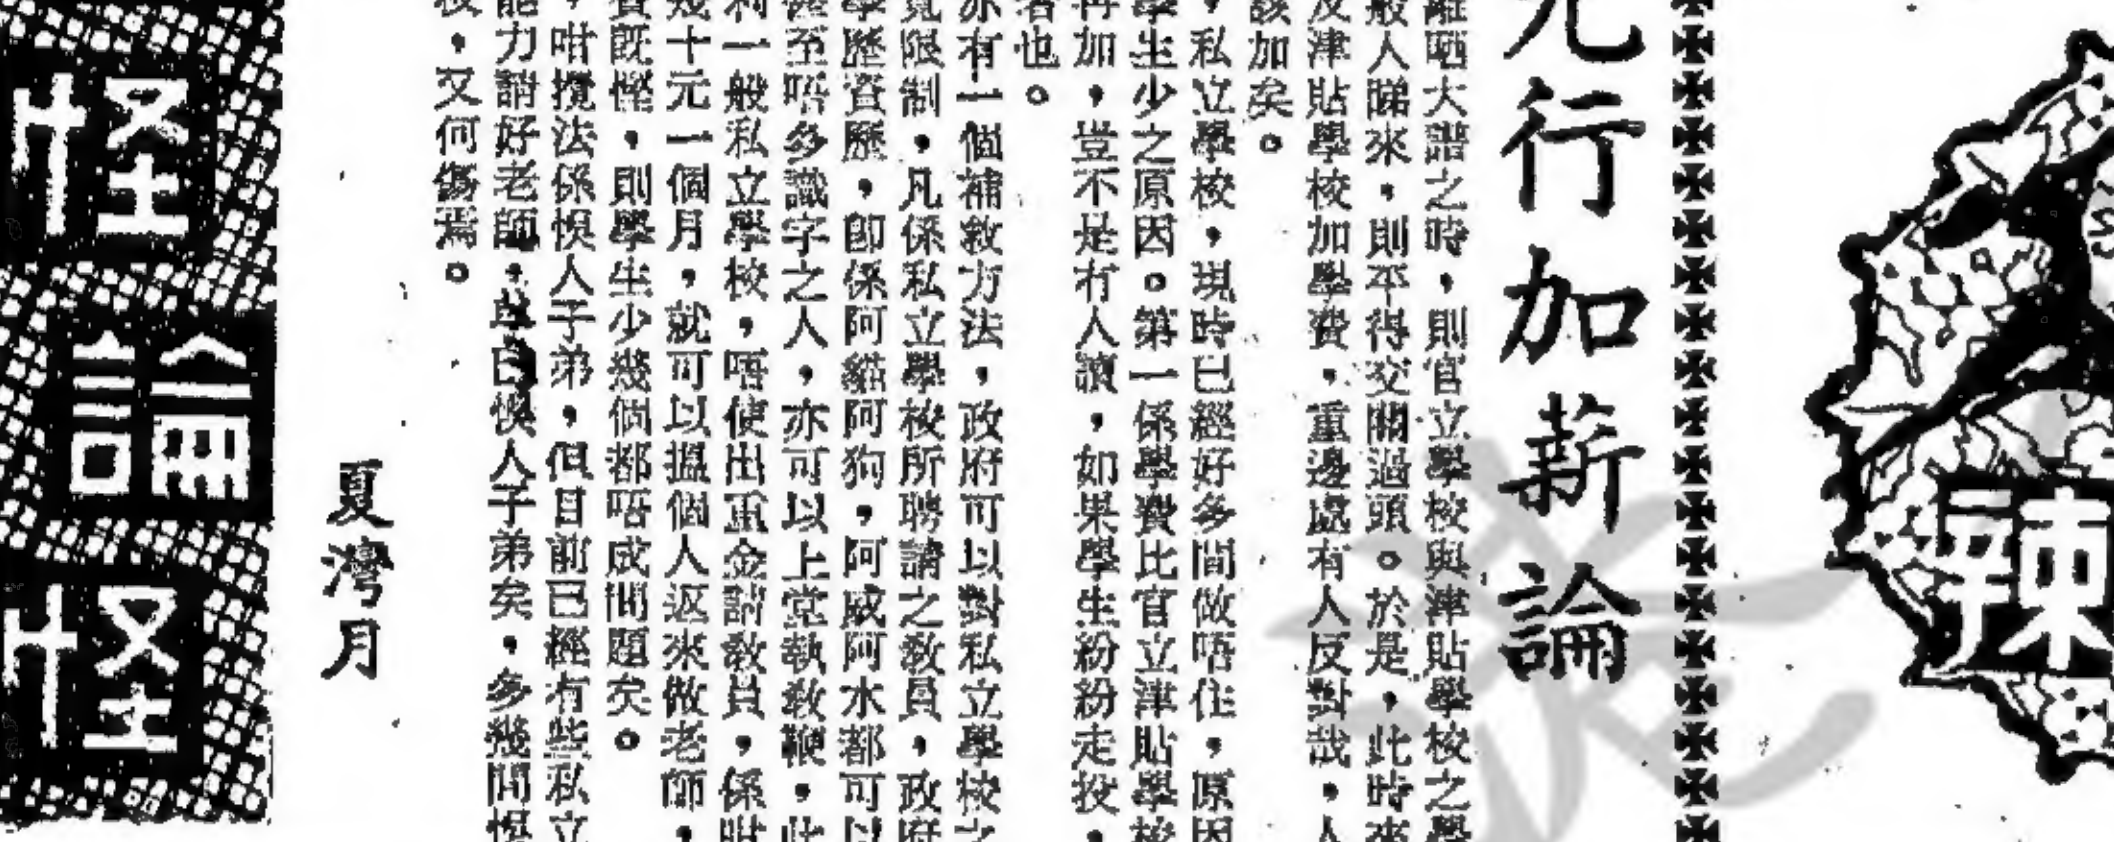 辣
行加薪論
離哂大譜之時，則官立學校與津貼學校之學
般人睇來，則平得交關過頭。於是，此時來
反津貼學校加學費，重邊處有人反對哉，人
該加矣。
，私立學校，現時已經好多間做唔住，原因
學生少之原因。第一係學費比官立津貼學校
再加，豈不是冇人讀，如果學生紛紛走投，
者也。
亦有一個補救方法，政府可以對私立學校之
寬限制，凡係私立學校所聘請之教員，政府
學歷資歷，卽係阿貓阿狗，阿威阿水都可以
甚至唔多識字之人，亦可以上堂執教鞭，此
利一般私立學校，唔使出重金請教員，係咁
幾十元一個月，就可以搵個人返來做老師，
費既慳，則學生少幾個都唔成問題矣。
，咁攪法係悞人子弟，但目前已經有些私立
能力請好老師，悞人子弟矣，多幾間悞
校，又何傷焉。
夏灣月
怪論怪